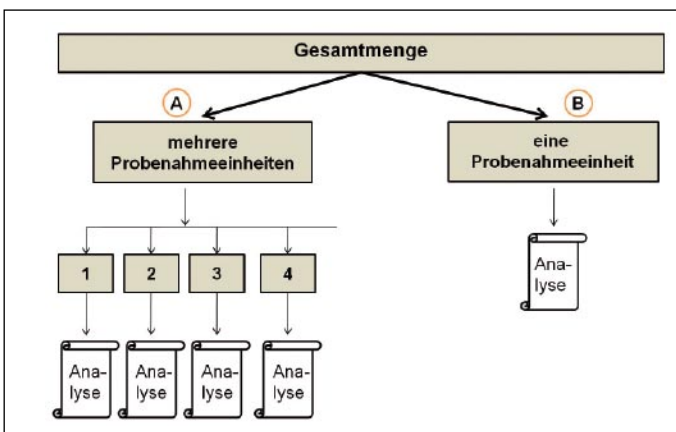 Gesamtmenge
A
B
mehrere
Probenahmeeinheiten
eine
Probenahmeeinheit
1
2
3
4
Ana-
lyse
Ana-
lyse
Ana-
lyse
Ana-
lyse
Ana-
lyse